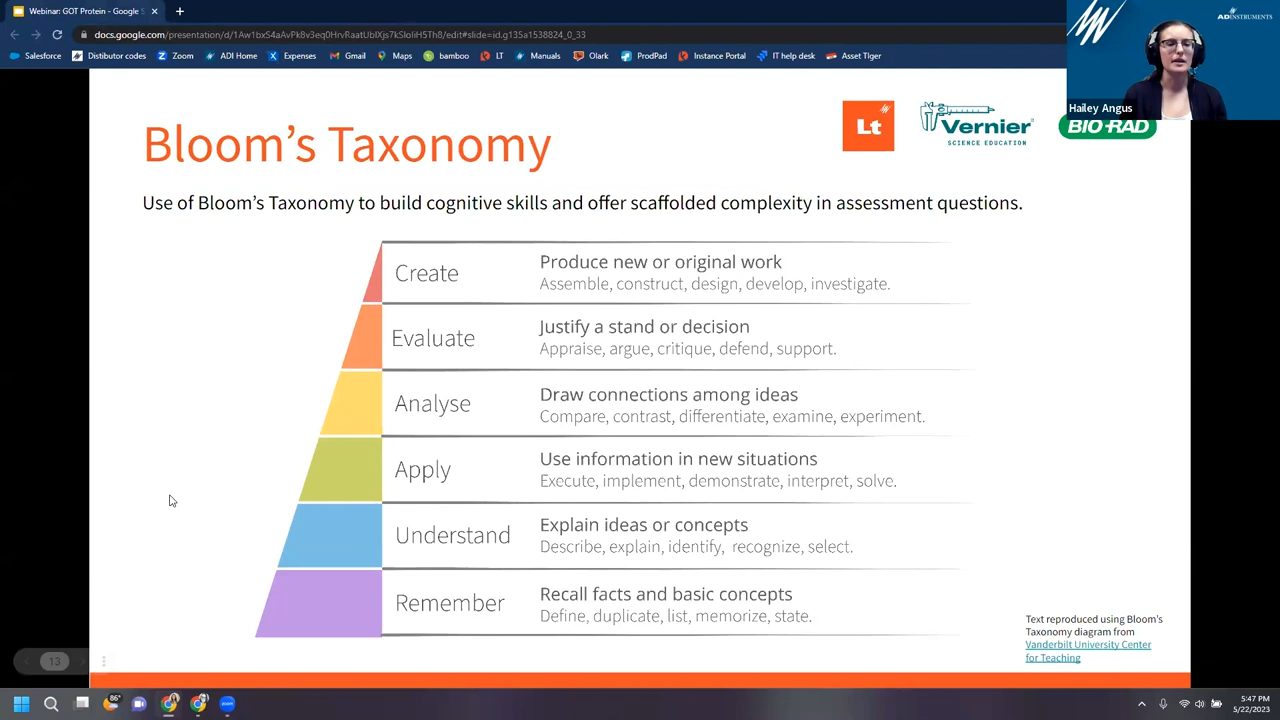 Webinar: GOT Protein - Google S
docs.google.com/presentation/d/1Aw1bxS4aAvPk8v3eq0HrvRaatUbIXjs7kSloIiH5Th8/edit#slide=id.g135a1538824_0_33
Salesforce
Distibutor codes
Zoom
ADI Home
Expenses
Gmail
Maps
bamboo
LT
Manuals
Olark
ProdPad
Instance Portal
IT help desk
Asset Tiger
ADINSTRUMENTS
Hailey Angus
Lt
Vernier
SCIENCE EDUCATION
BIO-RAD
Bloom's Taxonomy
Use of Bloom's Taxonomy to build cognitive skills and offer scaffolded complexity in assessment questions.
Create
Produce new or original work
Assemble, construct, design, develop, investigate.
Evaluate
Justify a stand or decision
Appraise, argue, critique, defend, support.
Analyse
Draw connections among ideas
Compare, contrast, differentiate, examine, experiment.
Apply
Use information in new situations
Execute, implement, demonstrate, interpret, solve.
Understand
Explain ideas or concepts
Describe, explain, identify, recognize, select.
Remember
Recall facts and basic concepts
Define, duplicate, list, memorize, state.
Text reproduced using Bloom's
Taxonomy diagram from
Vanderbilt University Center
for Teaching
13
86°
5:47 PM
5/22/2023